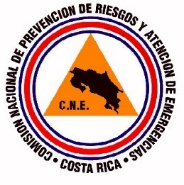 COMISION NACIONAL DE PREVENCION DE RIESGOS Y ATENCION DE EMERGENCIAS
C.N.E.
• COSTA RICA •